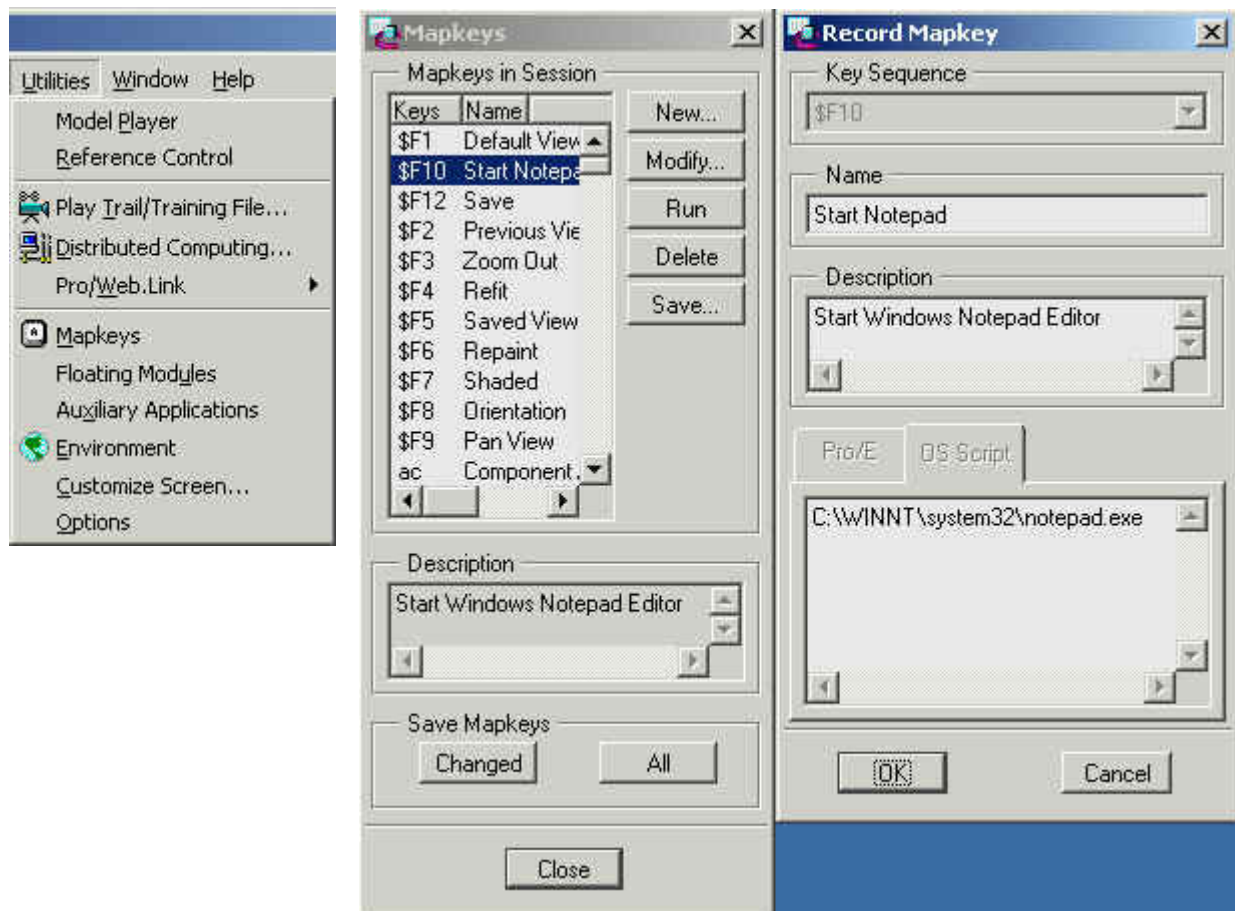 Utilities Window Help
Model Player
Reference Control
Play Trail/Training File...
Distributed Computing...
Pro/Web.Link
Mapkeys
Floating Modules
Auxiliary Applications
Environment
Customize Screen...
Options
Mapkeys
Mapkeys in Session
Keys Name
$F1 Default View
$F10 Start Notepa
$F12 Save
$F2 Previous Vie
$F3 Zoom Out
$F4 Refit
$F5 Saved View
$F6 Repaint
$F7 Shaded
$F8 Orientation
$F9 Pan View
ac Component
New...
Modify...
Run
Delete
Save...
Description
Start Windows Notepad Editor
Save Mapkeys
Changed All
Close
Record Mapkey
Key Sequence
$F10
Name
Start Notepad
Description
Start Windows Notepad Editor
Pro/E OS Script
C:\WINNT\system32\notepad.exe
OK Cancel